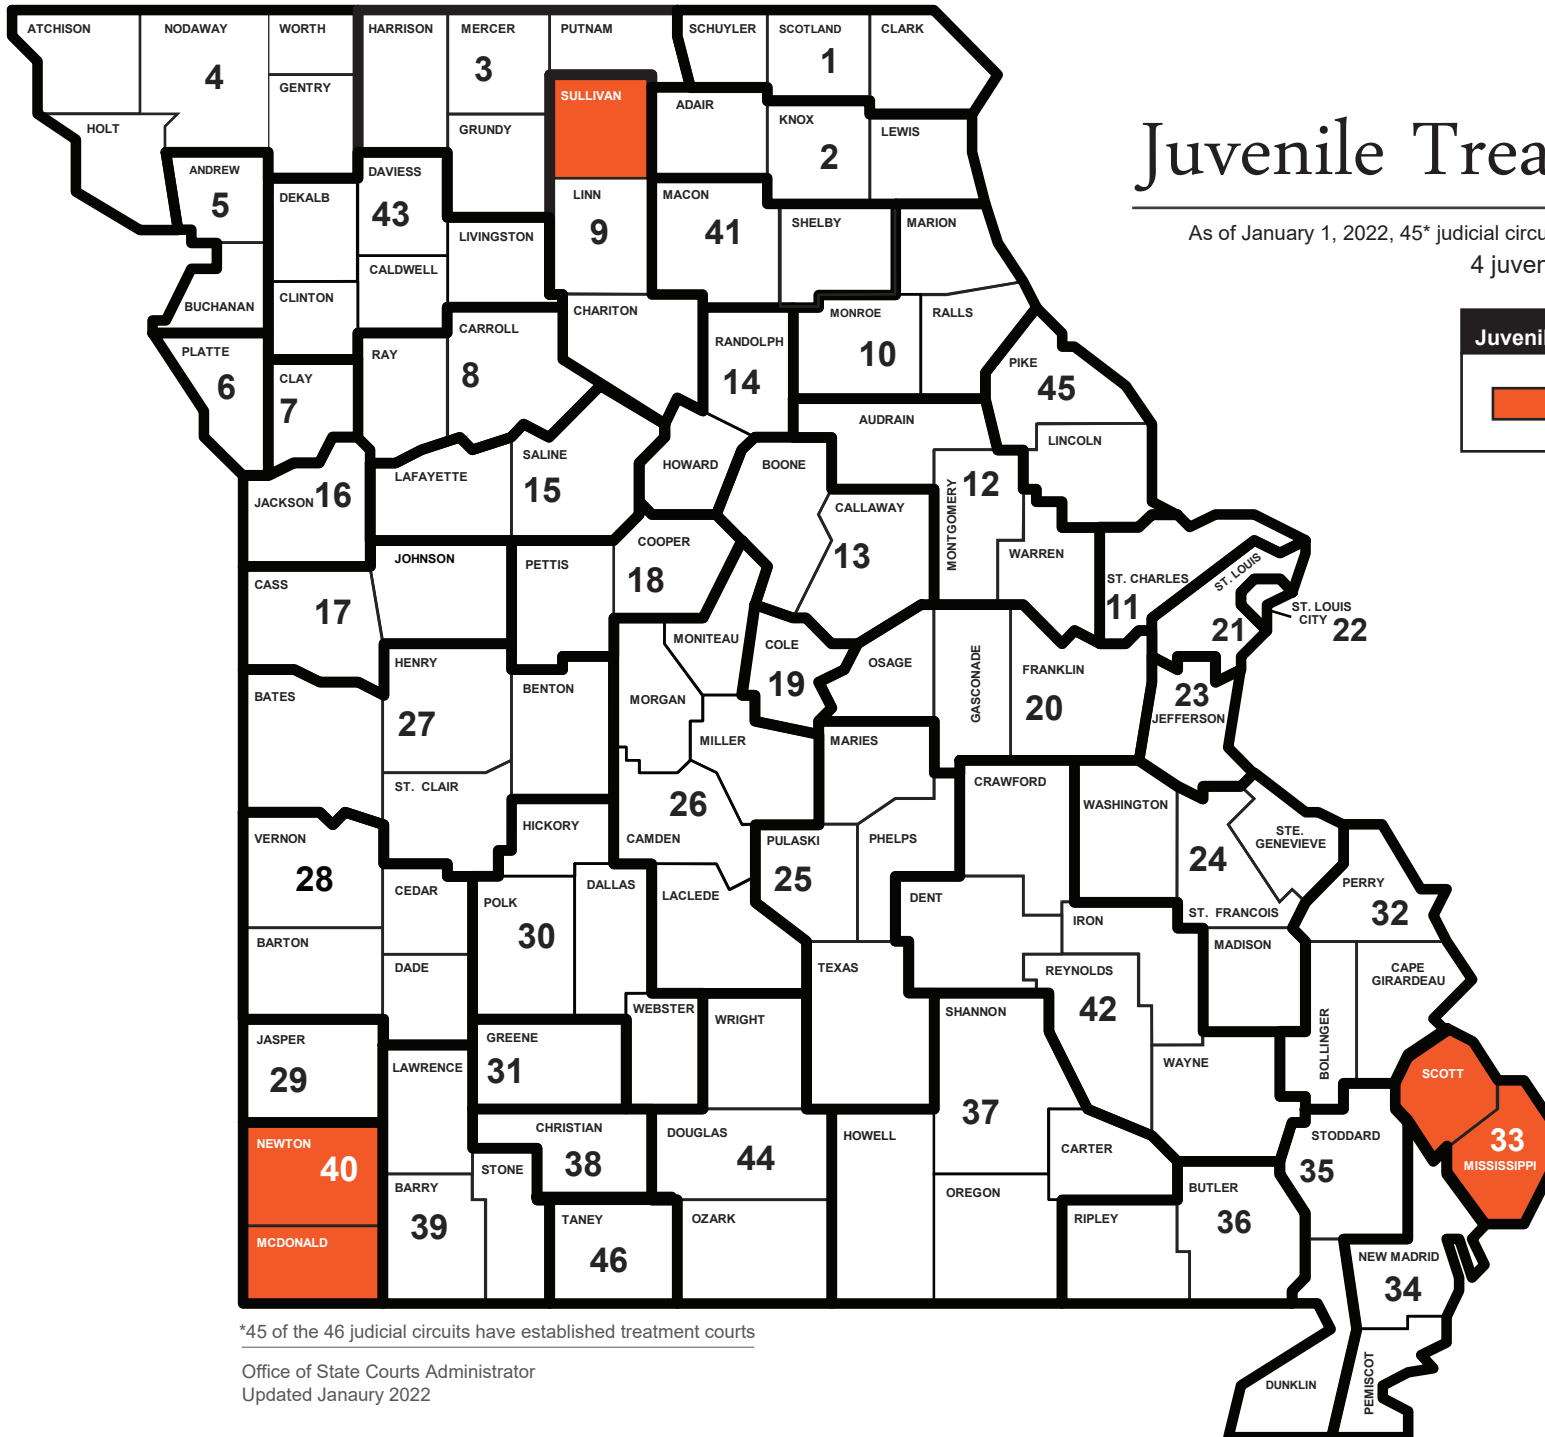 ATCHISON
NODAWAY
WORTH
HARRISON
MERCER
PUTNAM
SCHUYLER
SCOTLAND
CLARK
4
3
1
GENTRY
SULLIVAN
ADAIR
HOLT
GRUNDY
KNOX
LEWIS
2
Juvenile Trea
ANDREW
5
DEKALB
DAVIESS
43
LINN
9
MACON
41
SHELBY
MARION
LIVINGSTON
As of January 1, 2022, 45* judicial circu
4 juven
CALDWELL
BUCHANAN
CLINTON
CHARITON
MONROE
RALLS
CARROLL
RANDOLPH
10
Juvenil
PLATTE
6
RAY
8
14
PIKE
45
CLAY
7
AUDRAIN
LINCOLN
SALINE
15
HOWARD
BOONE
LAFAYETTE
JACKSON 16
MONTGOMERY
12
CALLAWAY
13
COOPER
18
JOHNSON
PETTIS
WARREN
CASS
17
ST. CHARLES
11
ST. LOUIS
21
ST. LOUIS
CITY 22
MONITEAU
COLE
19
OSAGE
GASCONADE
FRANKLIN
20
HENRY
27
BENTON
BATES
MORGAN
23
JEFFERSON
MILLER
MARIES
ST. CLAIR
26
CRAWFORD
WASHINGTON
HICKORY
CAMDEN
VERNON
28
PULASKI
25
PHELPS
STE.
GENEVIEVE
24
CEDAR
POLK
30
DALLAS
LACLEDE
DENT
PERRY
32
IRON
ST. FRANCOIS
BARTON
MADISON
DADE
TEXAS
REYNOLDS
42
CAPE
GIRARDEAU
WEBSTER
WRIGHT
SHANNON
JASPER
29
GREENE
31
BOLLINGER
LAWRENCE
WAYNE
SCOTT
37
CHRISTIAN
38
DOUGLAS
44
HOWELL
STODDARD
35
33
MISSISSIPPI
NEWTON
40
STONE
CARTER
BARRY
39
OREGON
BUTLER
36
TANEY
46
OZARK
RIPLEY
MCDONALD
NEW MADRID
34
*45 of the 46 judicial circuits have established treatment courts
Office of State Courts Administrator
Updated Janaury 2022
DUNKLIN
PEMISCOT